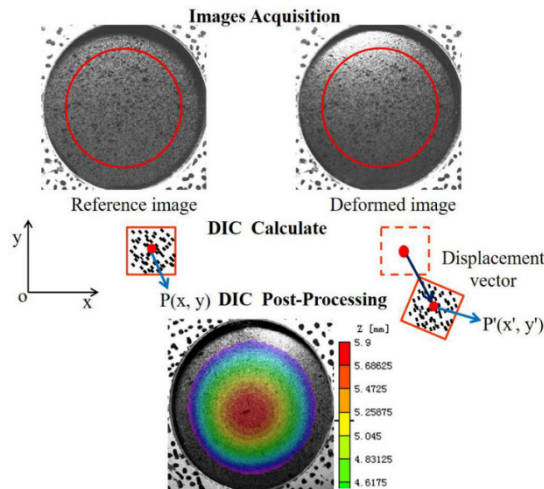 Images Acquisition
Reference image
Deformed image
DIC Calculate
y
o
x
P(x, y)
Displacement
vector
P'(x', y')
DIC Post-Processing
Z [mm]
5.9
5.68625
5.4725
5.25875
5.045
4.83125
4.6175